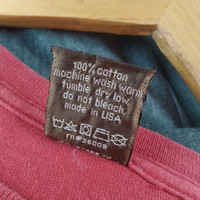 100% cotton
machine wash warm
tumble dry low
do not bleach.
made in USA